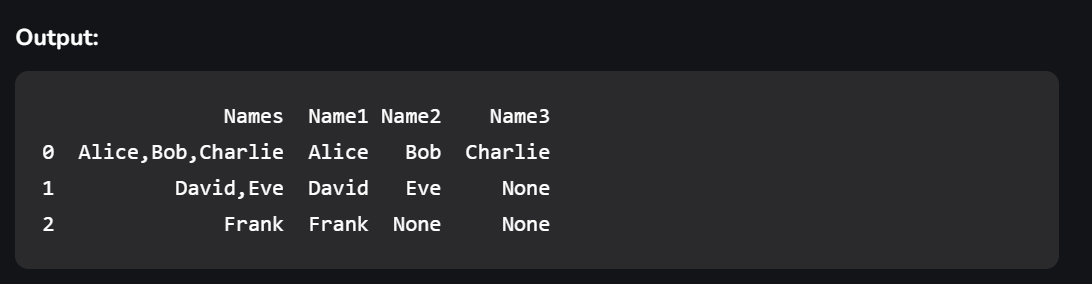 Output:
Names Name1 Name2 Name3
0 Alice,Bob,Charlie Alice Bob Charlie
1 David,Eve David Eve None
2 Frank Frank None None